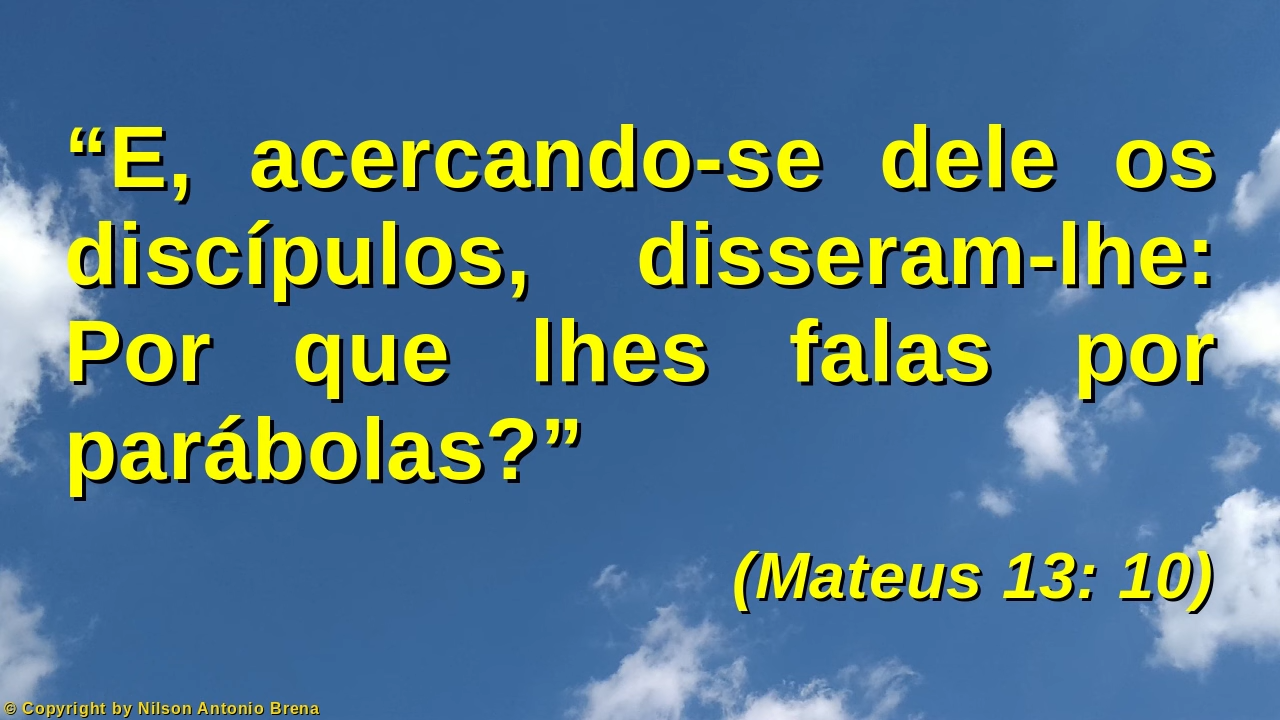 “E, acercando-se dele os
discípulos, disseram-lhe:
Por que lhes falas por
parábolas?”
(Mateus 13: 10)
© Copyright by Nilson Antonio Brena